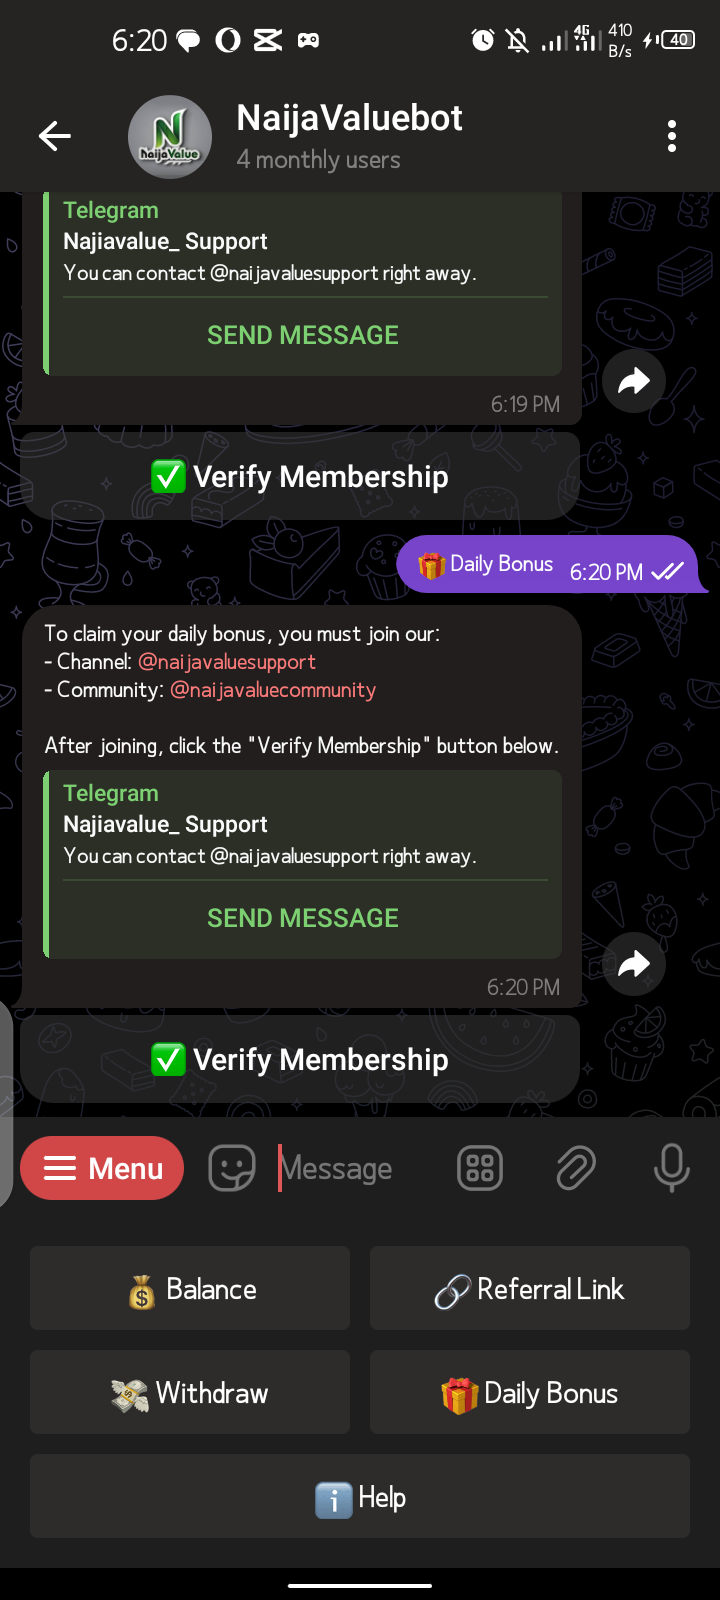 6:20
4G
410
B/s
40
NaijaValue
NaijaValuebot
4 monthly users
Telegram
Najiavalue_ Support
You can contact @naijavaluesupport right away.
SEND MESSAGE
6:19 PM
✅ Verify Membership
🎁 Daily Bonus 6:20 PM
To claim your daily bonus, you must join our:
- Channel: @naijavaluesupport
- Community: @naijavaluecommunity
After joining, click the "Verify Membership" button below.
Telegram
Najiavalue_ Support
You can contact @naijavaluesupport right away.
SEND MESSAGE
6:20 PM
✅ Verify Membership
Menu
Message
💰 Balance
🔗 Referral Link
💸 Withdraw
🎁 Daily Bonus
ℹ️ Help